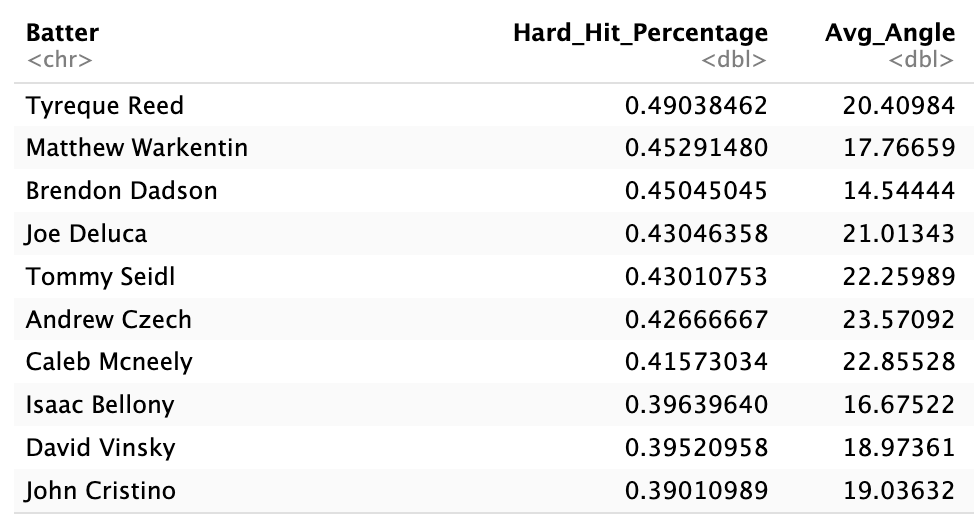 Batter Hard_Hit_Percentage Avg_Angle
<chr> <dbl> <dbl>
Tyreque Reed 0.49038462 20.40984
Matthew Warkentin 0.45291480 17.76659
Brendon Dadson 0.45045045 14.54444
Joe Deluca 0.43046358 21.01343
Tommy Seidl 0.43010753 22.25989
Andrew Czech 0.42666667 23.57092
Caleb Mcneely 0.41573034 22.85528
Isaac Bellony 0.39639640 16.67522
David Vinsky 0.39520958 18.97361
John Cristino 0.39010989 19.03632